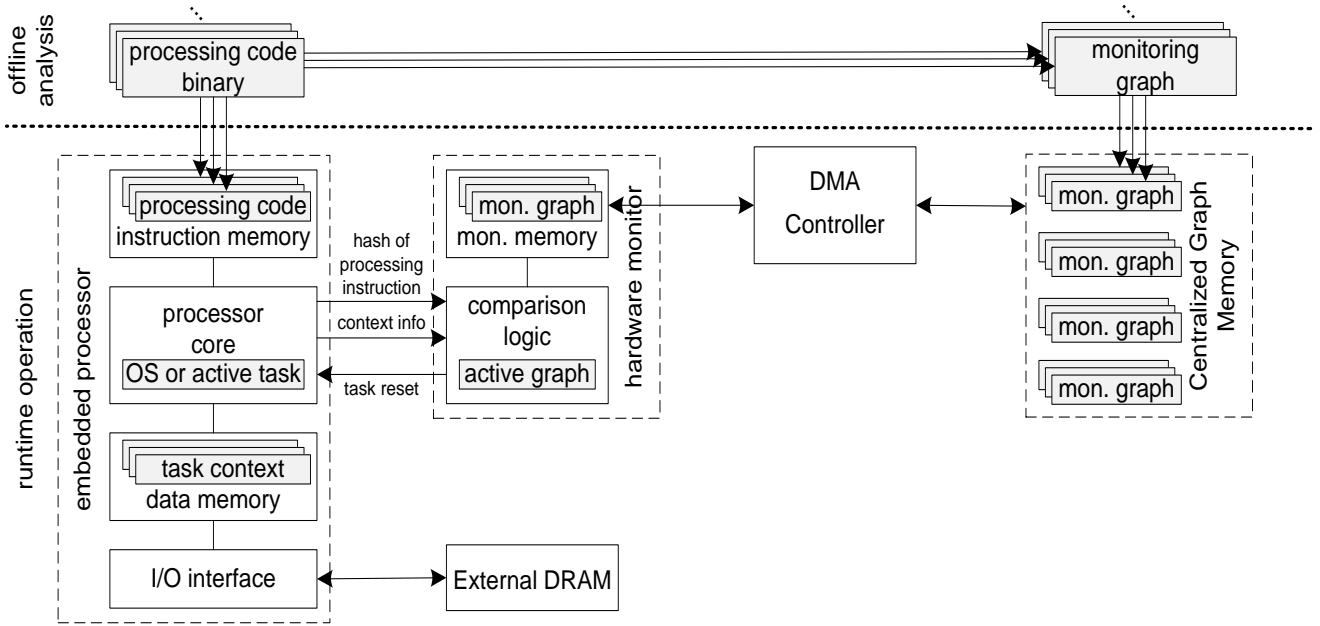 offline
analysis
processing code
binary
monitoring
graph
runtime operation
embedded processor
processing code
instruction memory
processor
core
OS or active task
task context
data memory
I/O interface
hash of
processing
instruction
context info
task reset
hardware monitor
mon. graph
mon. memory
comparison
logic
active graph
External DRAM
DMA
Controller
mon. graph
mon. graph
mon. graph
mon. graph
Centralized Graph
Memory